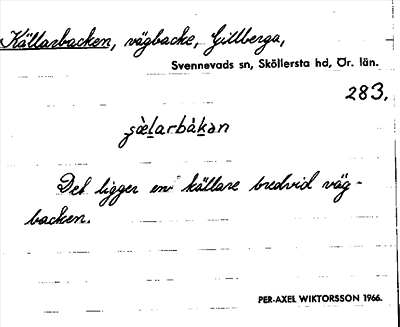 Källarbacken, vägbacke, Gillberga,
Svennevads sn, Sköllersta hd, Ör. län.
283.
Det ligger en källare bredvid väg-
backen.
PER-AXEL WIKTORSSON 1966.